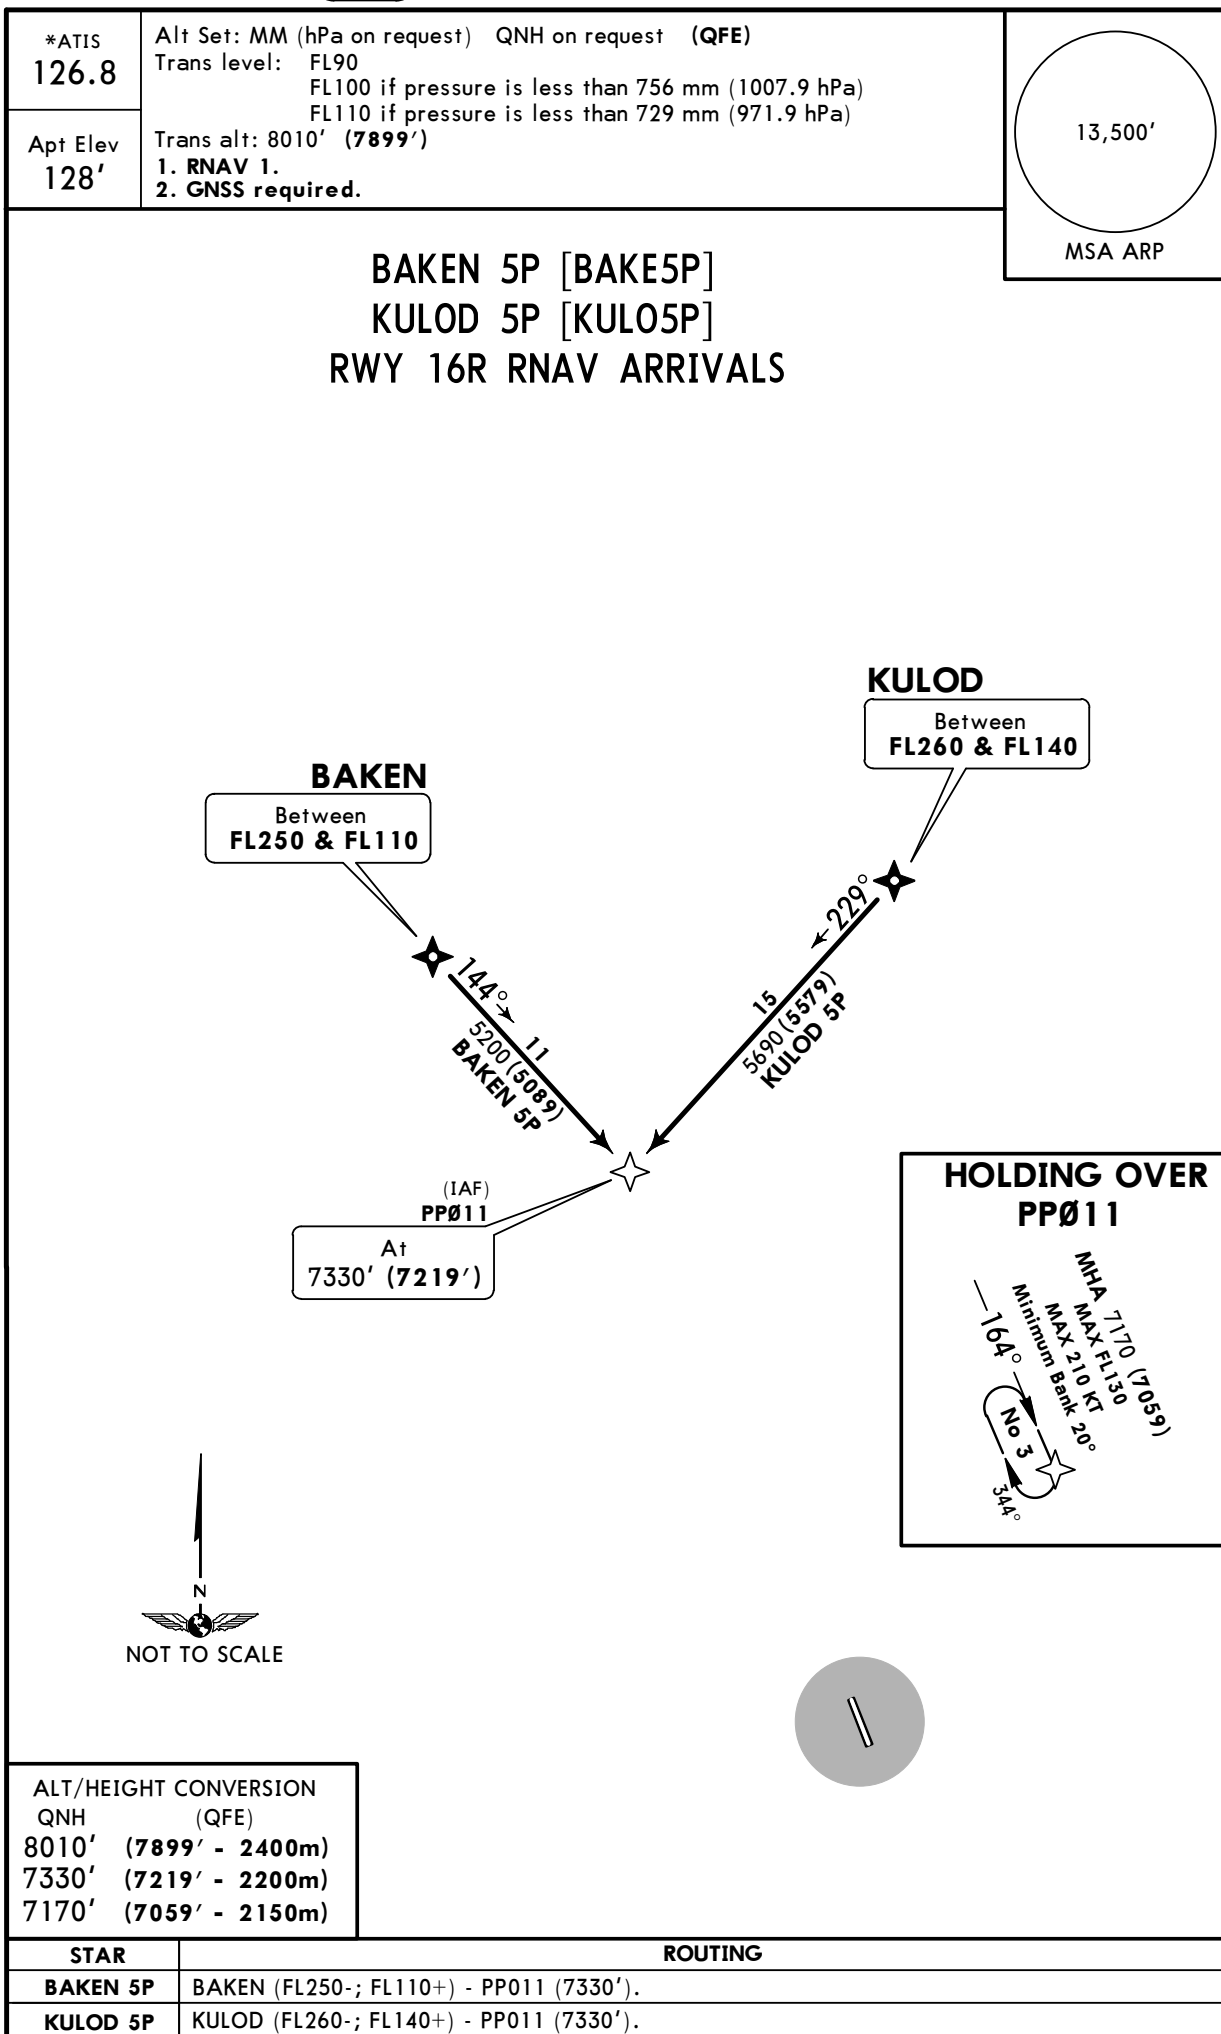 *ATIS
126.8
Apt Elev
128'
Alt Set: MM (hPa on request) QNH on request (QFE)
Trans level: FL90
FL100 if pressure is less than 756 mm (1007.9 hPa)
FL110 if pressure is less than 729 mm (971.9 hPa)
Trans alt: 8010' (7899')
1. RNAV 1.
2. GNSS required.
13,500'
MSA ARP
BAKEN 5P [BAKE5P]
KULOD 5P [KULO5P]
RWY 16R RNAV ARRIVALS
KULOD
Between
FL260 & FL140
BAKEN
Between
FL250 & FL110
229°
15
5690 (5579)
KULOD 5P
144°
11
5200 (5089)
BAKEN 5P
(IAF)
PPØ11
At
7330' (7219')
HOLDING OVER
PPØ11
MHA 7170 (7059)
MAX FL130
MAX 210 KT
Minimum Bank 20°
164°
No 3
344°
N
NOT TO SCALE
ALT/HEIGHT CONVERSION
QNH (QFE)
8010' (7899' - 2400m)
7330' (7219' - 2200m)
7170' (7059' - 2150m)
STAR ROUTING
BAKEN 5P BAKEN (FL250-; FL110+) - PP011 (7330').
KULOD 5P KULOD (FL260-; FL140+) - PP011 (7330').